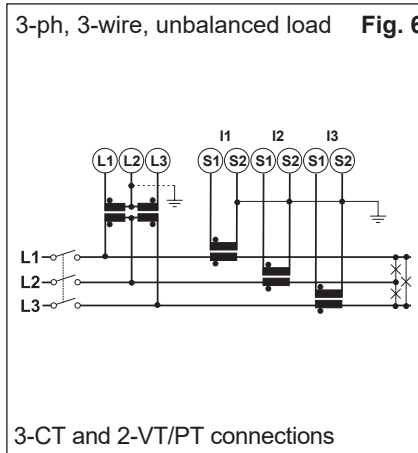 3-ph, 3-wire, unbalanced load Fig. 6
I1 I2 I3
L1 L2 L3 S1 S2 S1 S2 S1 S2
L1
L2
L3
3-CT and 2-VT/PT connections